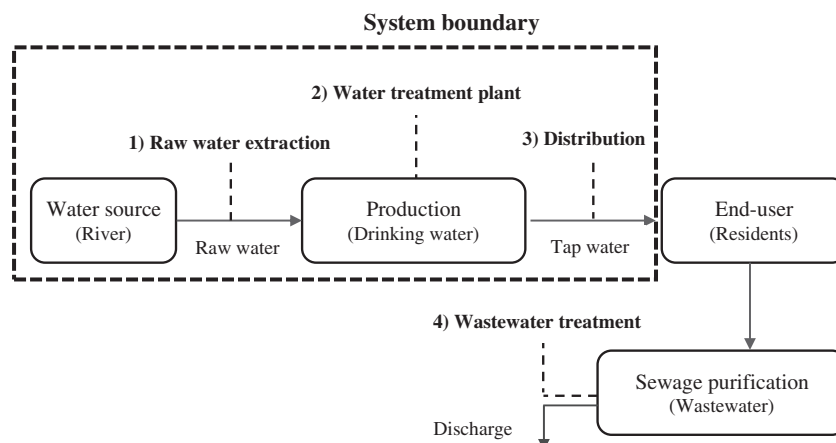 System boundary
2) Water treatment plant
1) Raw water extraction
3) Distribution
Water source
(River)
Raw water
Production
(Drinking water)
Tap water
End-user
(Residents)
4) Wastewater treatment
Sewage purification
(Wastewater)
Discharge